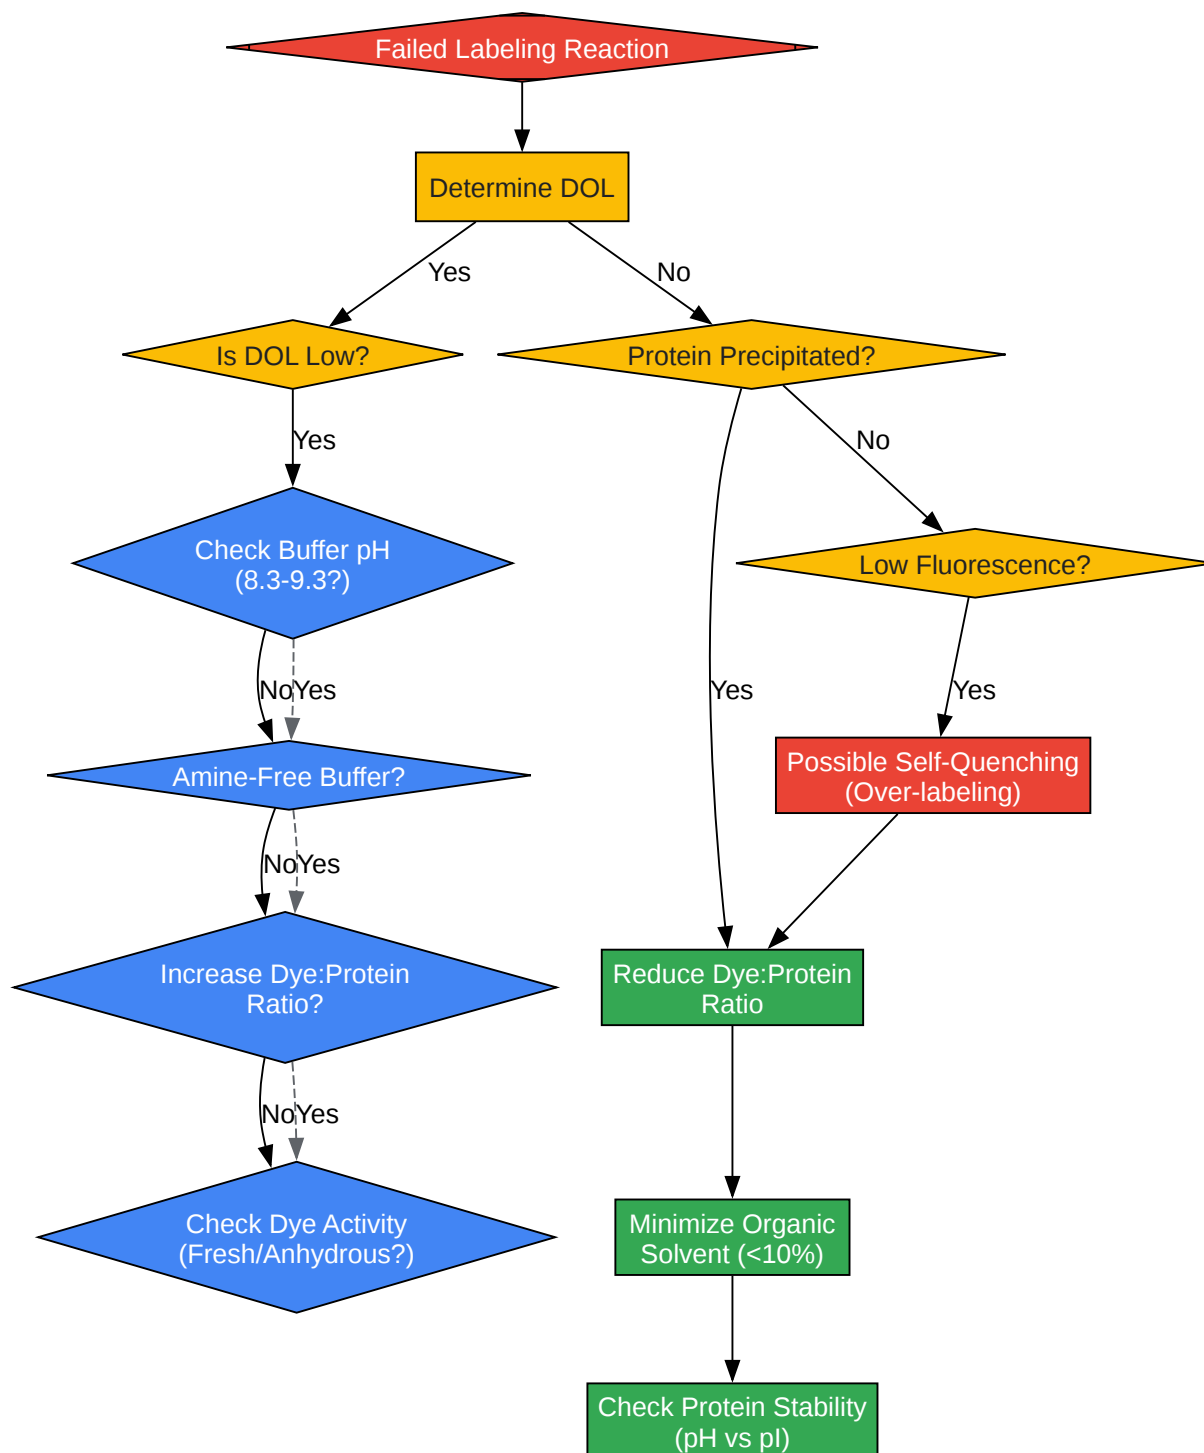 Failed Labeling Reaction
Determine DOL
Yes
No
Is DOL Low?
Protein Precipitated?
Yes
No
Check Buffer pH
(8.3-9.3?)
Low Fluorescence?
No
Yes
Yes
Yes
Amine-Free Buffer?
Possible Self-Quenching
(Over-labeling)
No
Yes
Increase Dye:Protein
Ratio?
Reduce Dye:Protein
Ratio
No
Yes
Check Dye Activity
(Fresh/Anhydrous?)
Minimize Organic
Solvent (<10%)
Check Protein Stability
(pH vs pI)